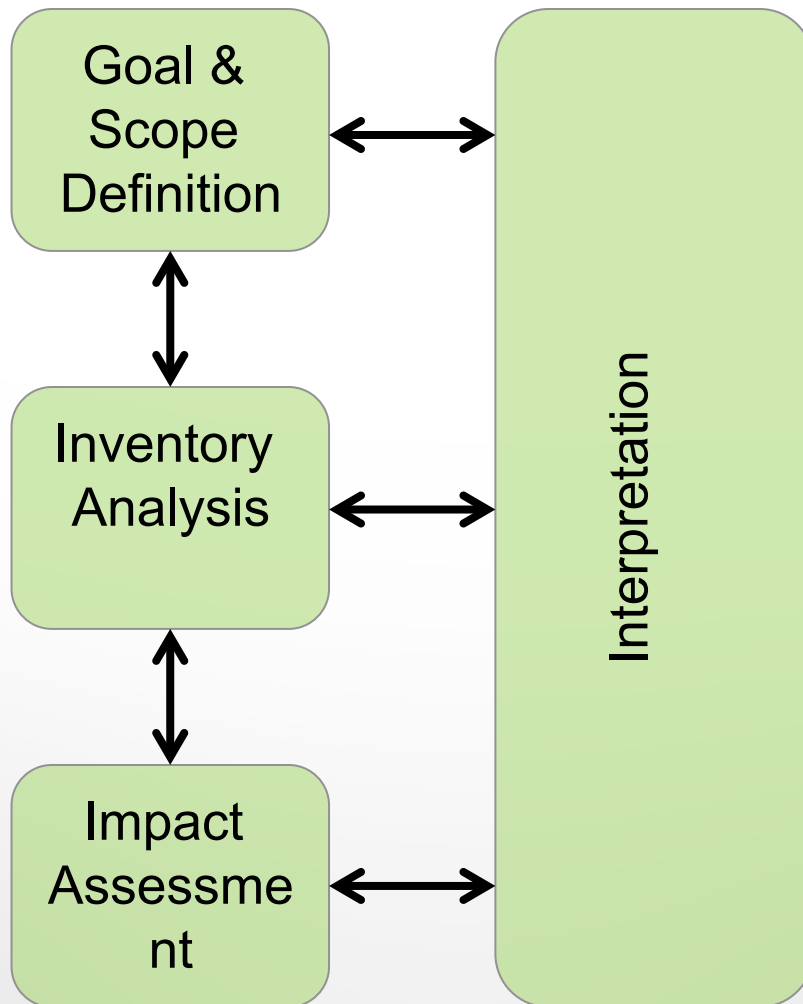 Goal &
Scope
Definition
Inventory
Analysis
Interpretation
Impact
Assessme
nt